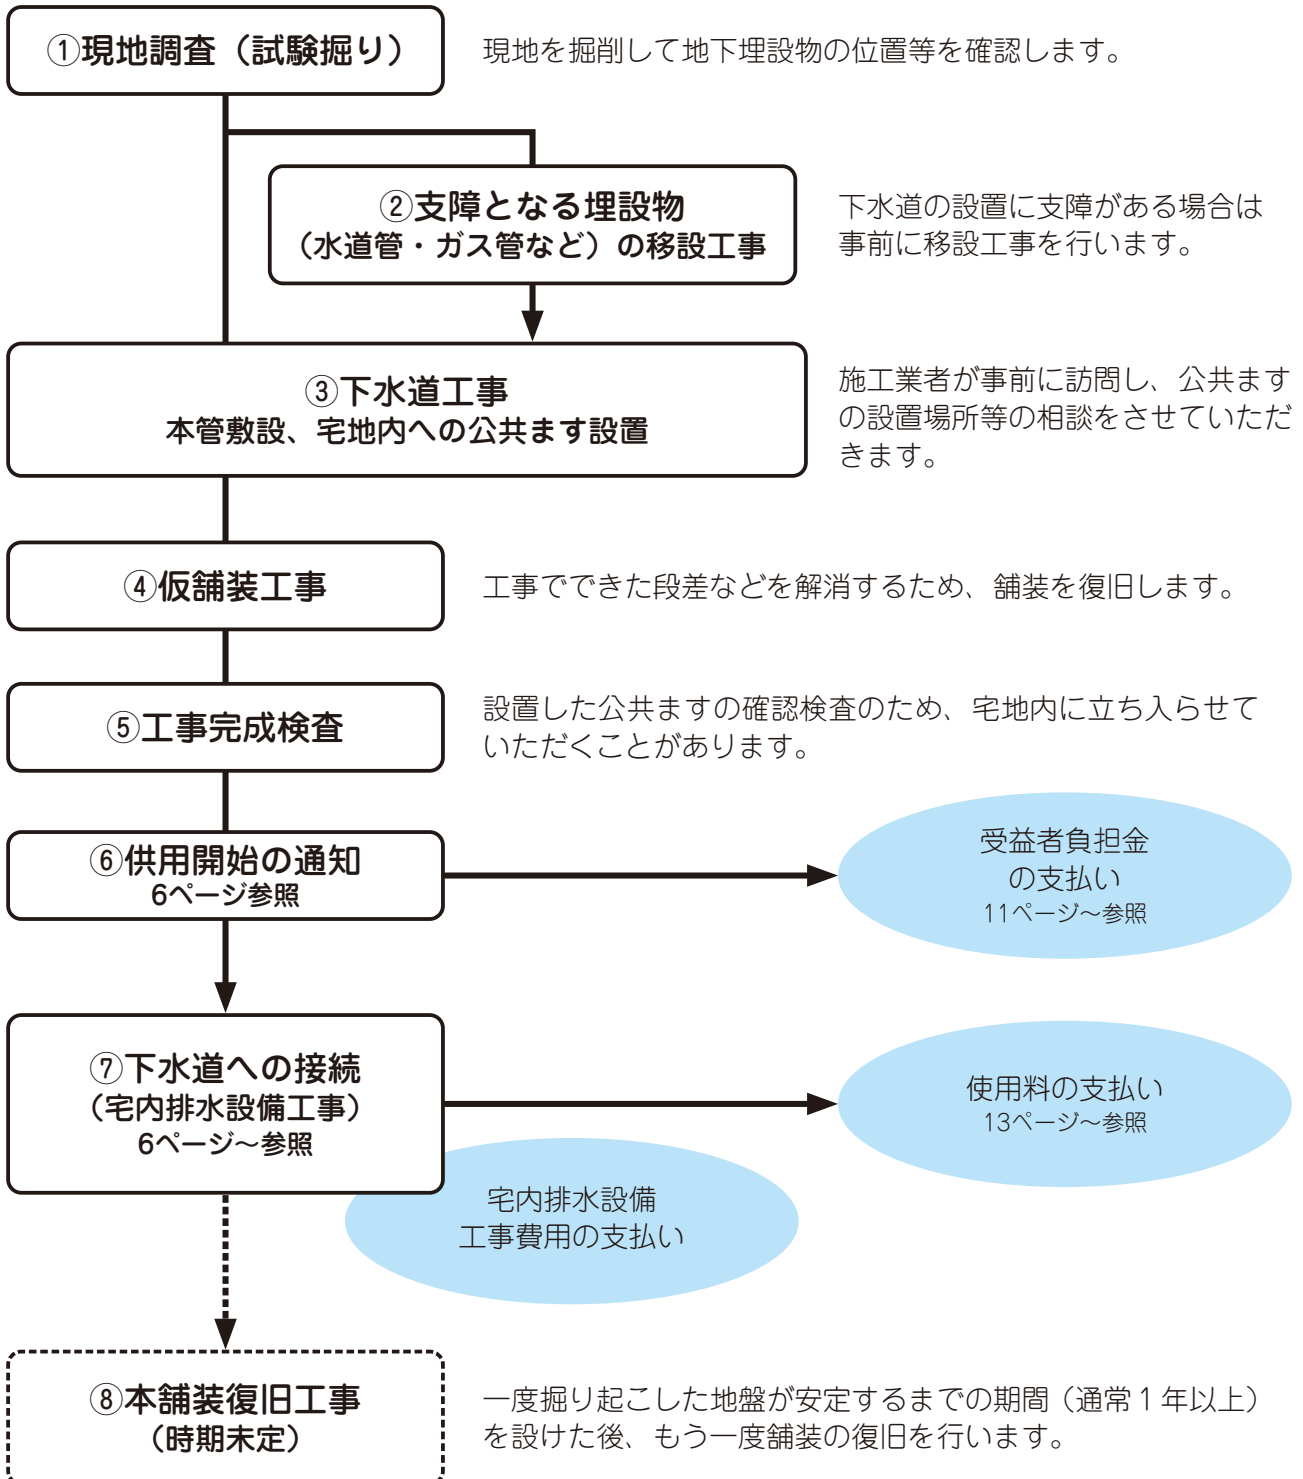 ①現地調査（試験掘り）
現地を掘削して地下埋設物の位置等を確認します。
②支障となる埋設物
（水道管・ガス管など）の移設工事
下水道の設置に支障がある場合は
事前に移設工事を行います。
③下水道工事
本管敷設、宅地内への公共ます設置
施工業者が事前に訪問し、公共ます
の設置場所等の相談をさせていただ
きます。
④仮舗装工事
工事でできた段差などを解消するため、舗装を復旧します。
⑤工事完成検査
設置した公共ますの確認検査のため、宅地内に立ち入らせて
いただくことがあります。
⑥供用開始の通知
6ページ参照
受益者負担金
の支払い
11ページ～参照
⑦下水道への接続
（宅内排水設備工事）
6ページ～参照
使用料の支払い
13ページ～参照
宅内排水設備
工事費用の支払い
⑧本舗装復旧工事
（時期未定）
一度掘り起こした地盤が安定するまでの期間（通常１年以上）
を設けた後、もう一度舗装の復旧を行います。